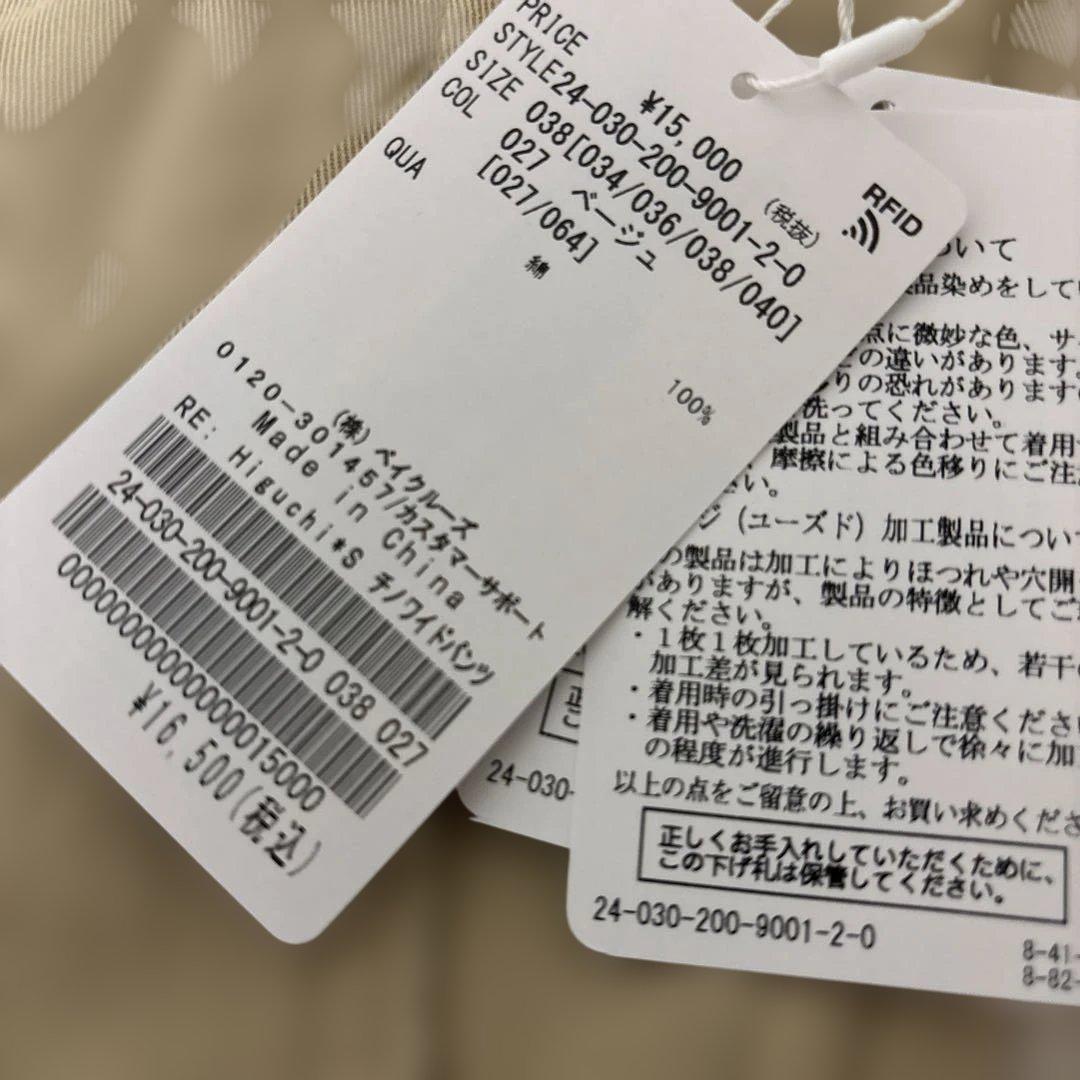 PRICE ¥15,000 (税抜)
STYLE24-030-200-9001-2-0
SIZE 038[034/036/038/040]
COL 027 ベージュ
[027/064]
QUA 綿 100%
(株)ベイクルーズ
0120-301457/カスタマーサポート
Made in China
RE: Higuchi*S チノワイドパンツ
24-030-200-9001-2-0 038 027
¥16,500(税込)
RFID
ついて
品染めをして
点に微妙な色、サ
の違いがあります。
りの恐れがあります
洗ってください。
製品と組み合わせて着用
、摩擦による色移りにご注
い。
ジ(ユーズド)加工製品につい
の製品は加工によりほつれや穴開
がありますが、製品の特徴としてご
解ください。
・1枚1枚加工しているため、若干
加工差が見られます。
・着用時の引っ掛けにご注意くださ
・着用や洗濯の繰り返しで徐々に加
の程度が進行します。
以上の点をご留意の上、お買い求めくださ
正しくお手入れしていただくために、
この下げ札は保管してください。
24-030-200-9001-2-0
8-41-
8-82-
正
こ
24-030-